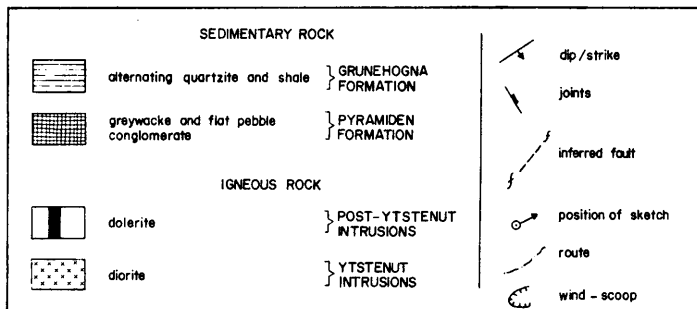 SEDIMENTARY ROCK
alternating quartzite and shale } GRUNEHOGNA
FORMATION
greywacke and flat pebble
conglomerate } PYRAMIDEN
FORMATION
IGNEOUS ROCK
dolerite } POST-YTSTENUT
INTRUSIONS
diorite } YTSTENUT
INTRUSIONS
dip/strike
joints
inferred fault
position of sketch
route
wind-scoop